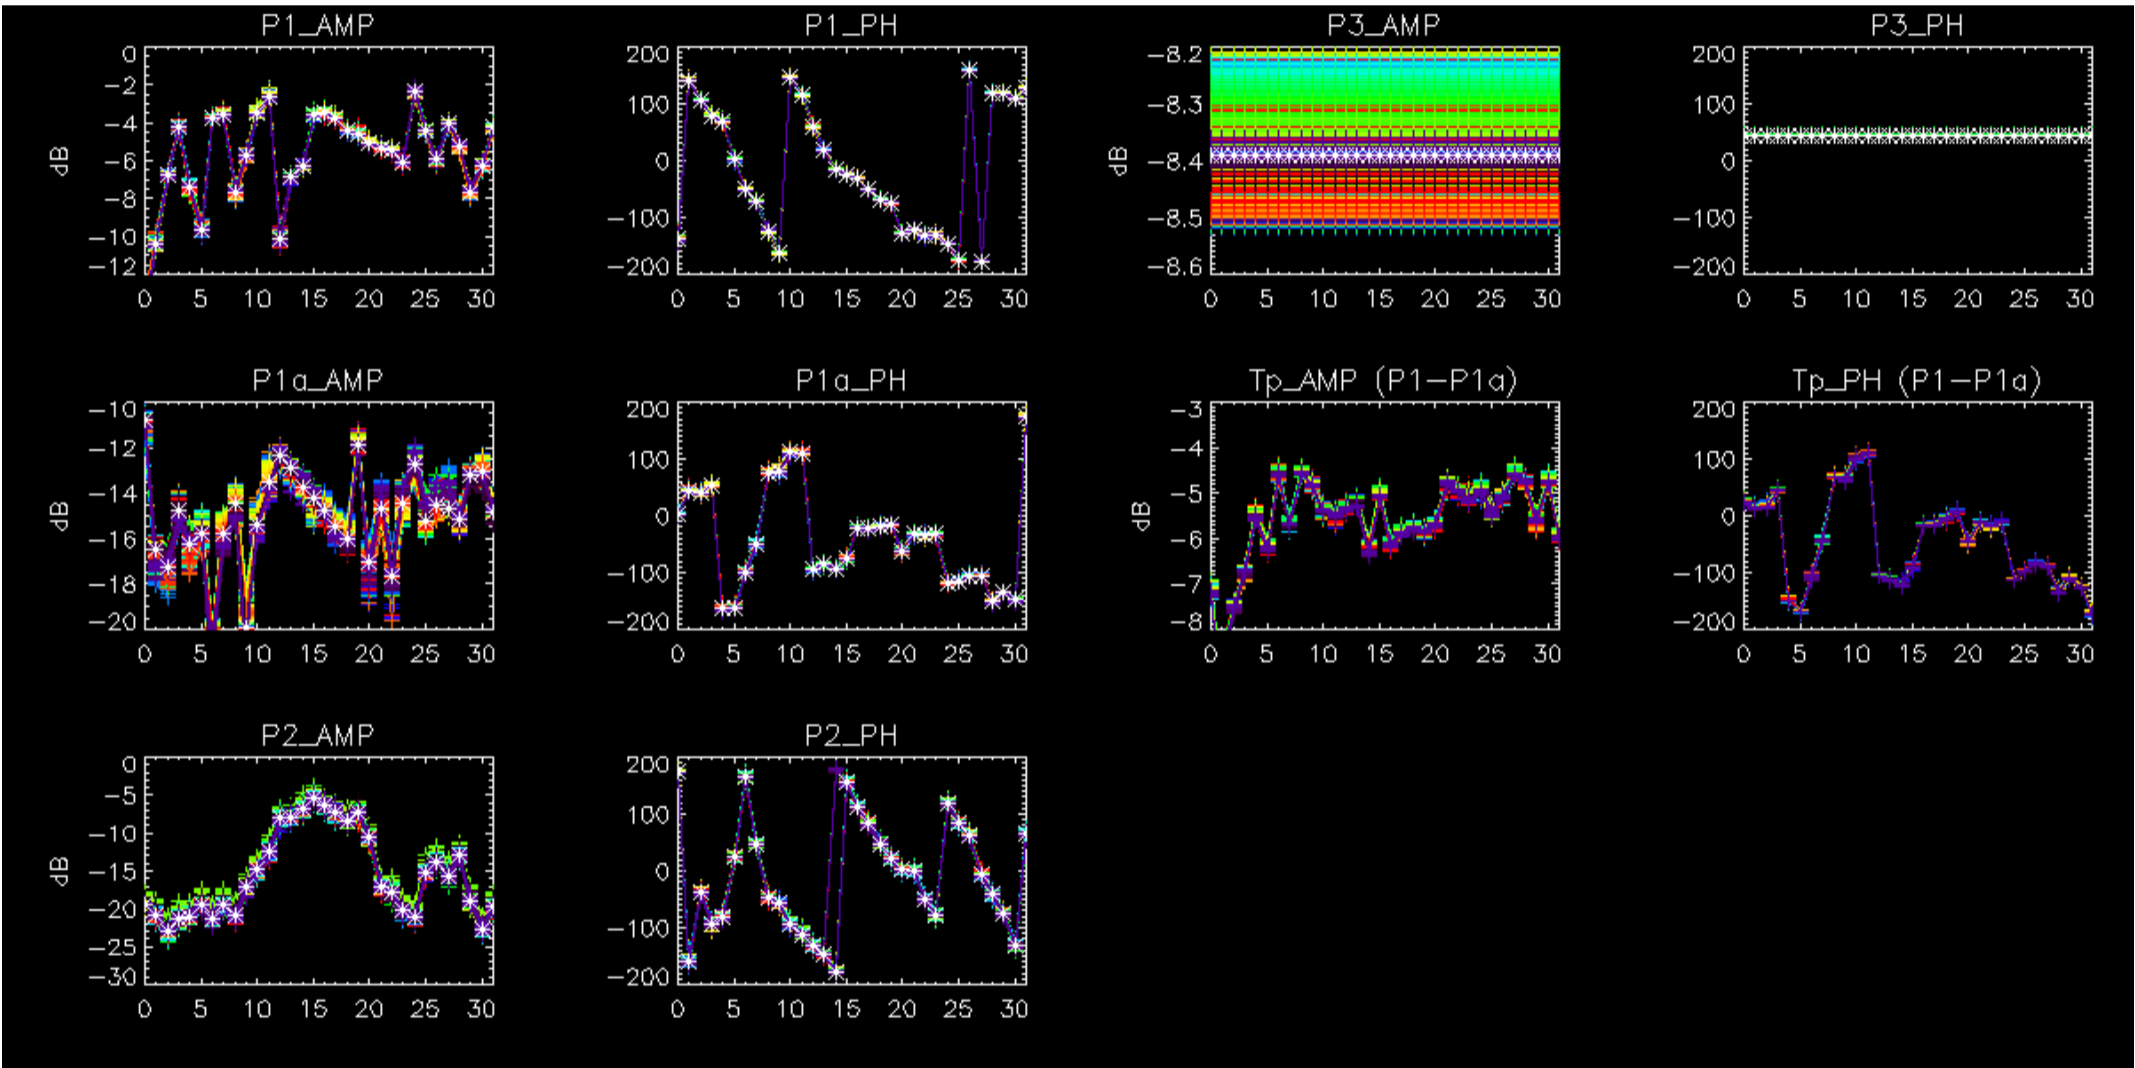 P1_AMP
0
−2
−4
−6
−8
−10
−12
dB
0 5 10 15 20 25 30
P1_PH
200
100
0
−100
−200
0 5 10 15 20 25 30
P3_AMP
−8.2
−8.3
−8.4
−8.5
−8.6
dB
0 5 10 15 20 25 30
P3_PH
200
100
0
−100
−200
0 5 10 15 20 25 30
P1a_AMP
−10
−12
−14
−16
−18
−20
dB
0 5 10 15 20 25 30
P1a_PH
200
100
0
−100
−200
0 5 10 15 20 25 30
Tp_AMP (P1−P1a)
−3
−4
−5
−6
−7
−8
dB
0 5 10 15 20 25 30
Tp_PH (P1−P1a)
200
100
0
−100
−200
0 5 10 15 20 25 30
P2_AMP
0
−5
−10
−15
−20
−25
−30
dB
0 5 10 15 20 25 30
P2_PH
200
100
0
−100
−200
0 5 10 15 20 25 30